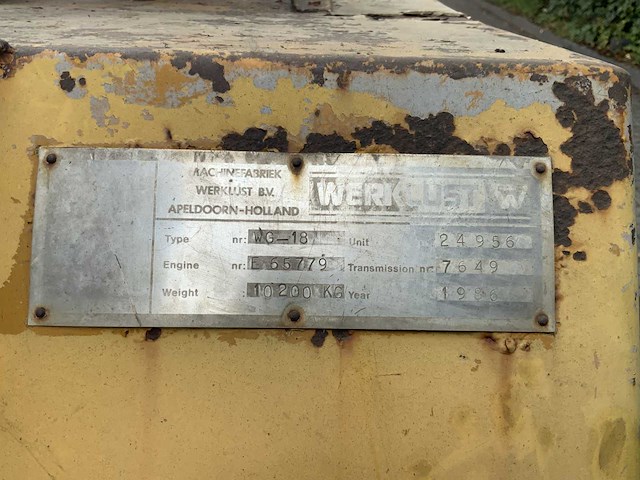 MACHINEFABRIEK
WERKLUST B.V.
APELDOORN-HOLLAND
WERKLUST W
Type nr: WG-18 Unit 24956
Engine nr: E 65779 Transmission nr 7649
Weight 10200 KG Year 1986